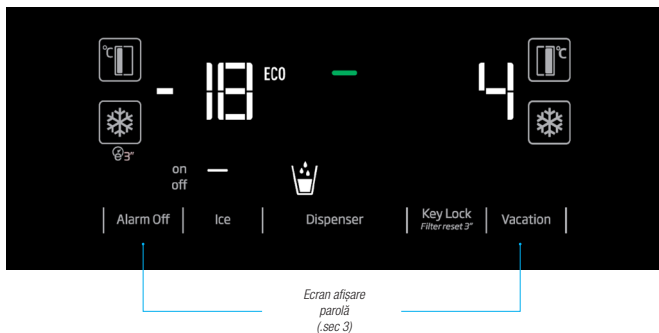 °C
°C
- 18 ECO 4
3"
on
off
Alarm Off Ice Dispenser Key Lock Vacation
Filter reset 3"
Ecran afișare
parolă
(.sec 3)